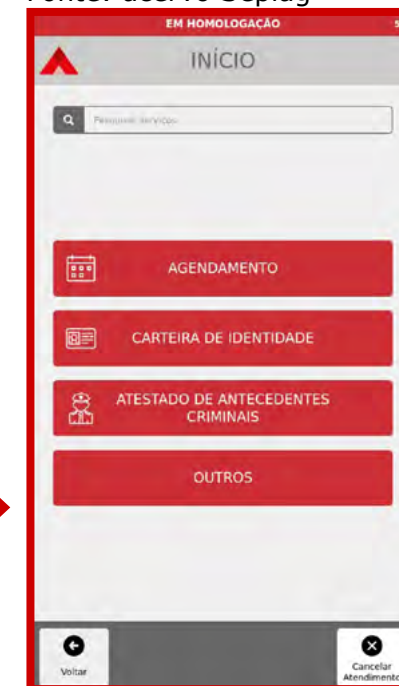 Fonte: acervo Seplag
EM HOMOLOGAÇÃO
INÍCIO
Pesquisar serviços
AGENDAMENTO
CARTEIRA DE IDENTIDADE
ATESTADO DE ANTECEDENTES
CRIMINAIS
OUTROS
Voltar
Cancelar
Atendimento